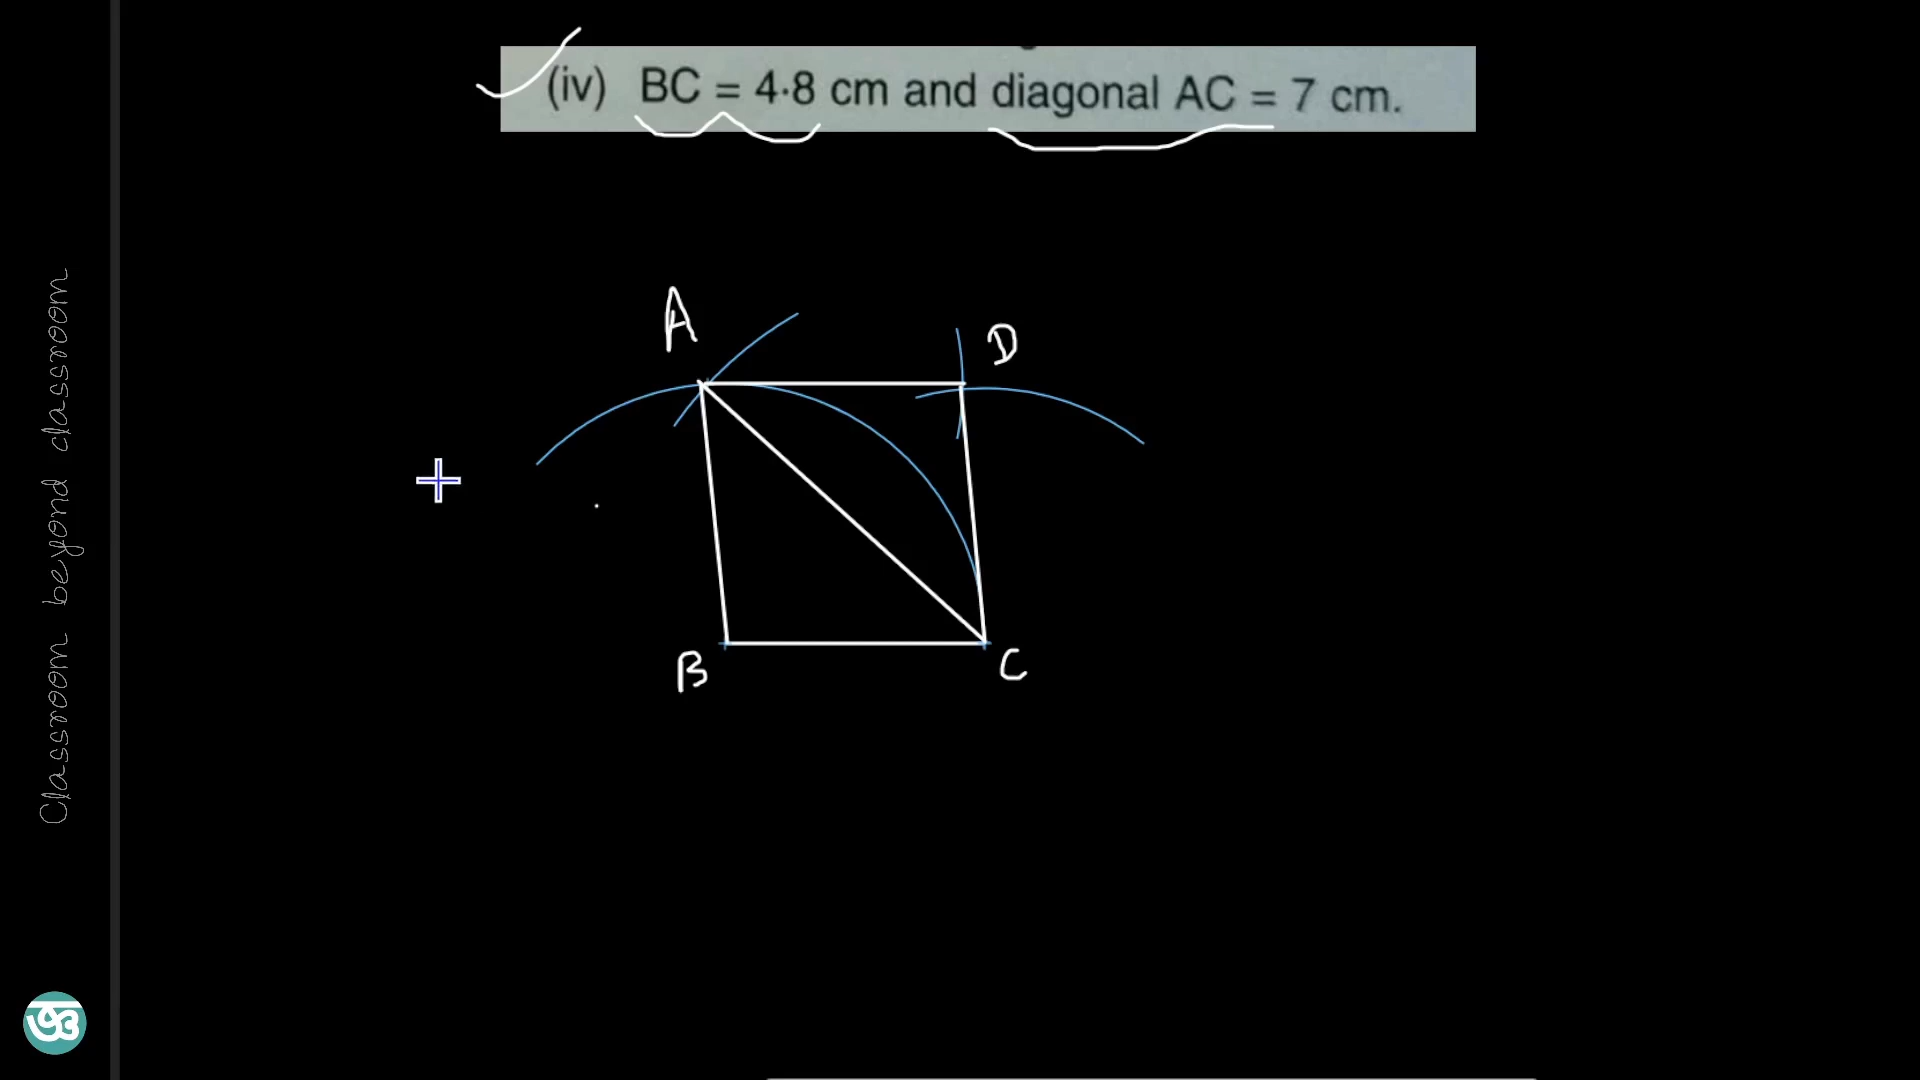 (iv) BC = 4·8 cm and diagonal AC = 7 cm.
A
D
B
C
Classroom beyond classroom